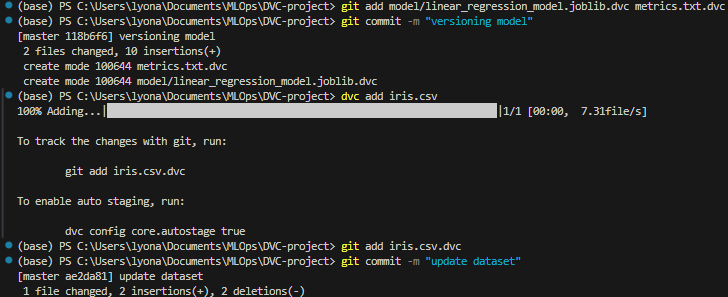 (base) PS C:\Users\lyona\Documents\MLOps\DVC-project> git add model/linear_regression_model.joblib.dvc metrics.txt.dvc
(base) PS C:\Users\lyona\Documents\MLOps\DVC-project> git commit -m "versioning model"
[master 118b6f6] versioning model
2 files changed, 10 insertions(+)
create mode 100644 metrics.txt.dvc
create mode 100644 model/linear_regression_model.joblib.dvc
(base) PS C:\Users\lyona\Documents\MLOps\DVC-project> dvc add iris.csv
100% Adding...| |1/1 [00:00, 7.31file/s]
To track the changes with git, run:
git add iris.csv.dvc
To enable auto staging, run:
dvc config core.autostage true
(base) PS C:\Users\lyona\Documents\MLOps\DVC-project> git add iris.csv.dvc
(base) PS C:\Users\lyona\Documents\MLOps\DVC-project> git commit -m "update dataset"
[master ae2da81] update dataset
1 file changed, 2 insertions(+), 2 deletions(-)